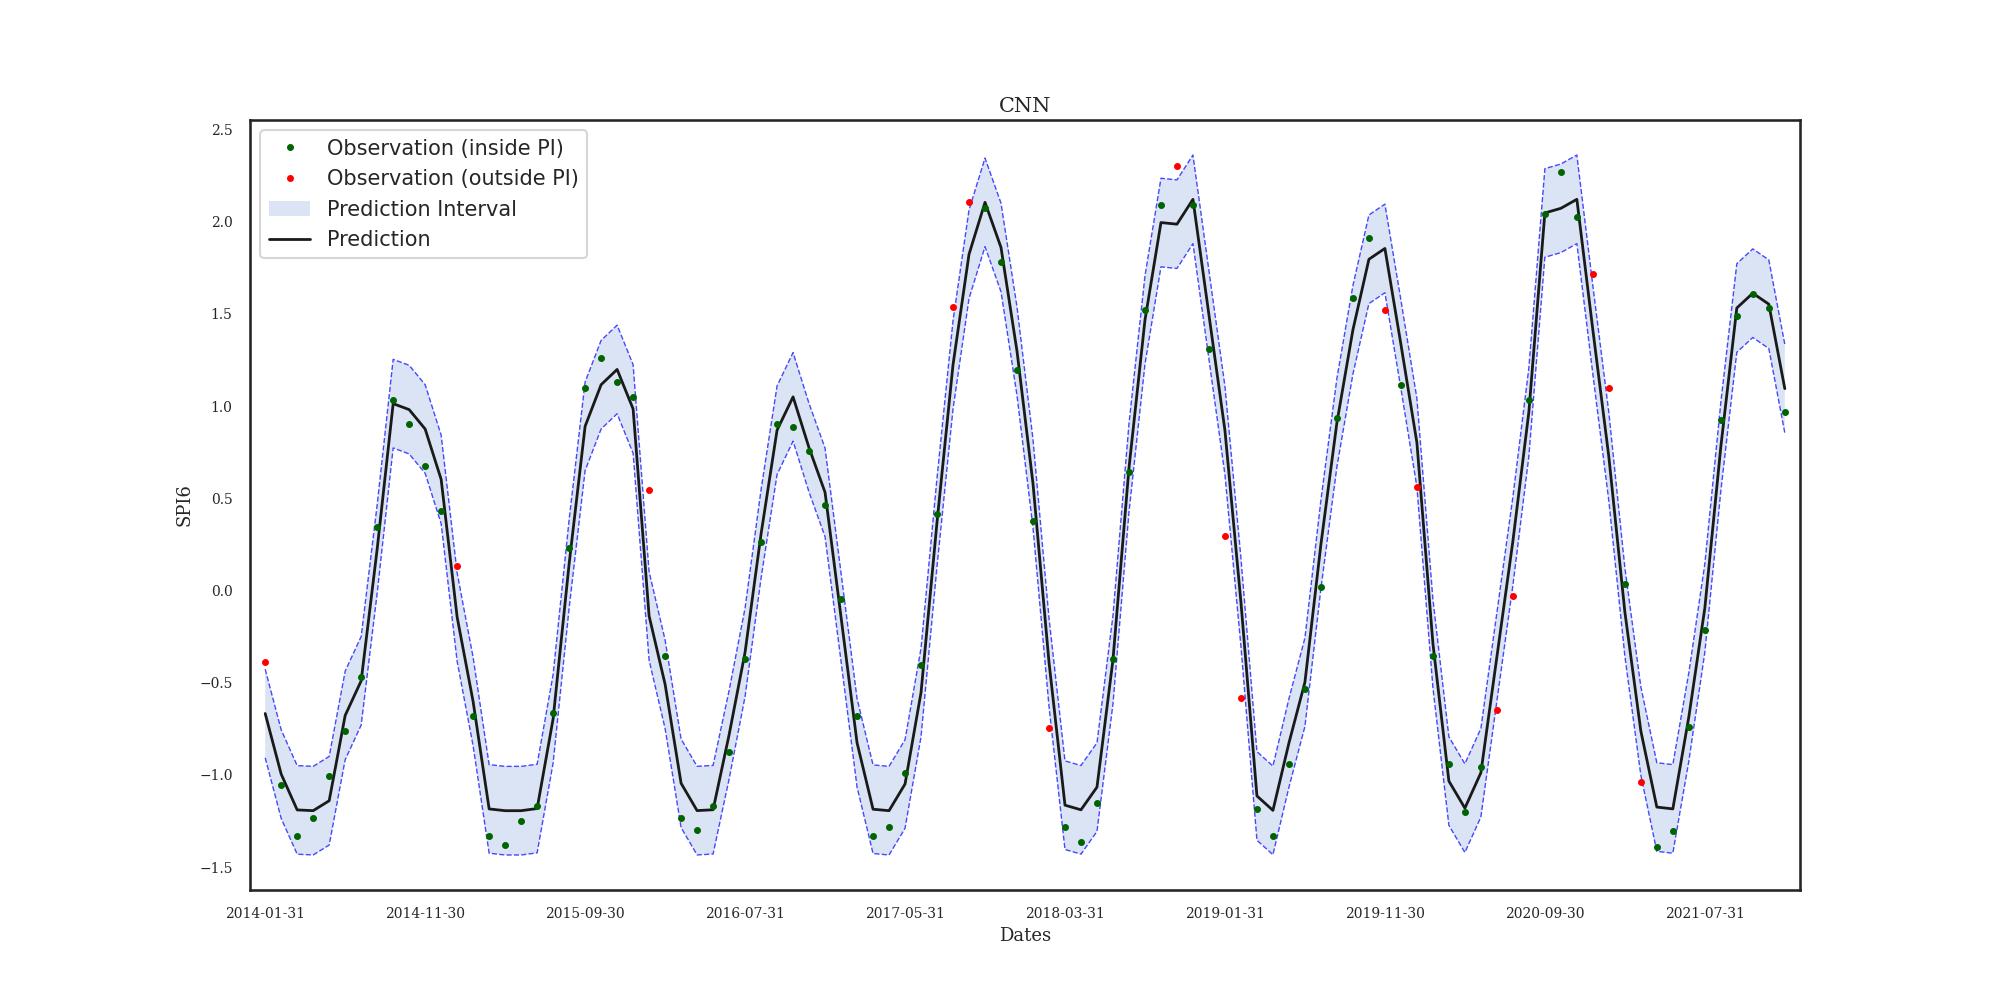 CNN
2.5
2.0
1.5
1.0
0.5
0.0
−0.5
−1.0
−1.5
SPI6
Observation (inside PI)
Observation (outside PI)
Prediction Interval
Prediction
2014-01-31 2014-11-30 2015-09-30 2016-07-31 2017-05-31 2018-03-31 2019-01-31 2019-11-30 2020-09-30 2021-07-31
Dates